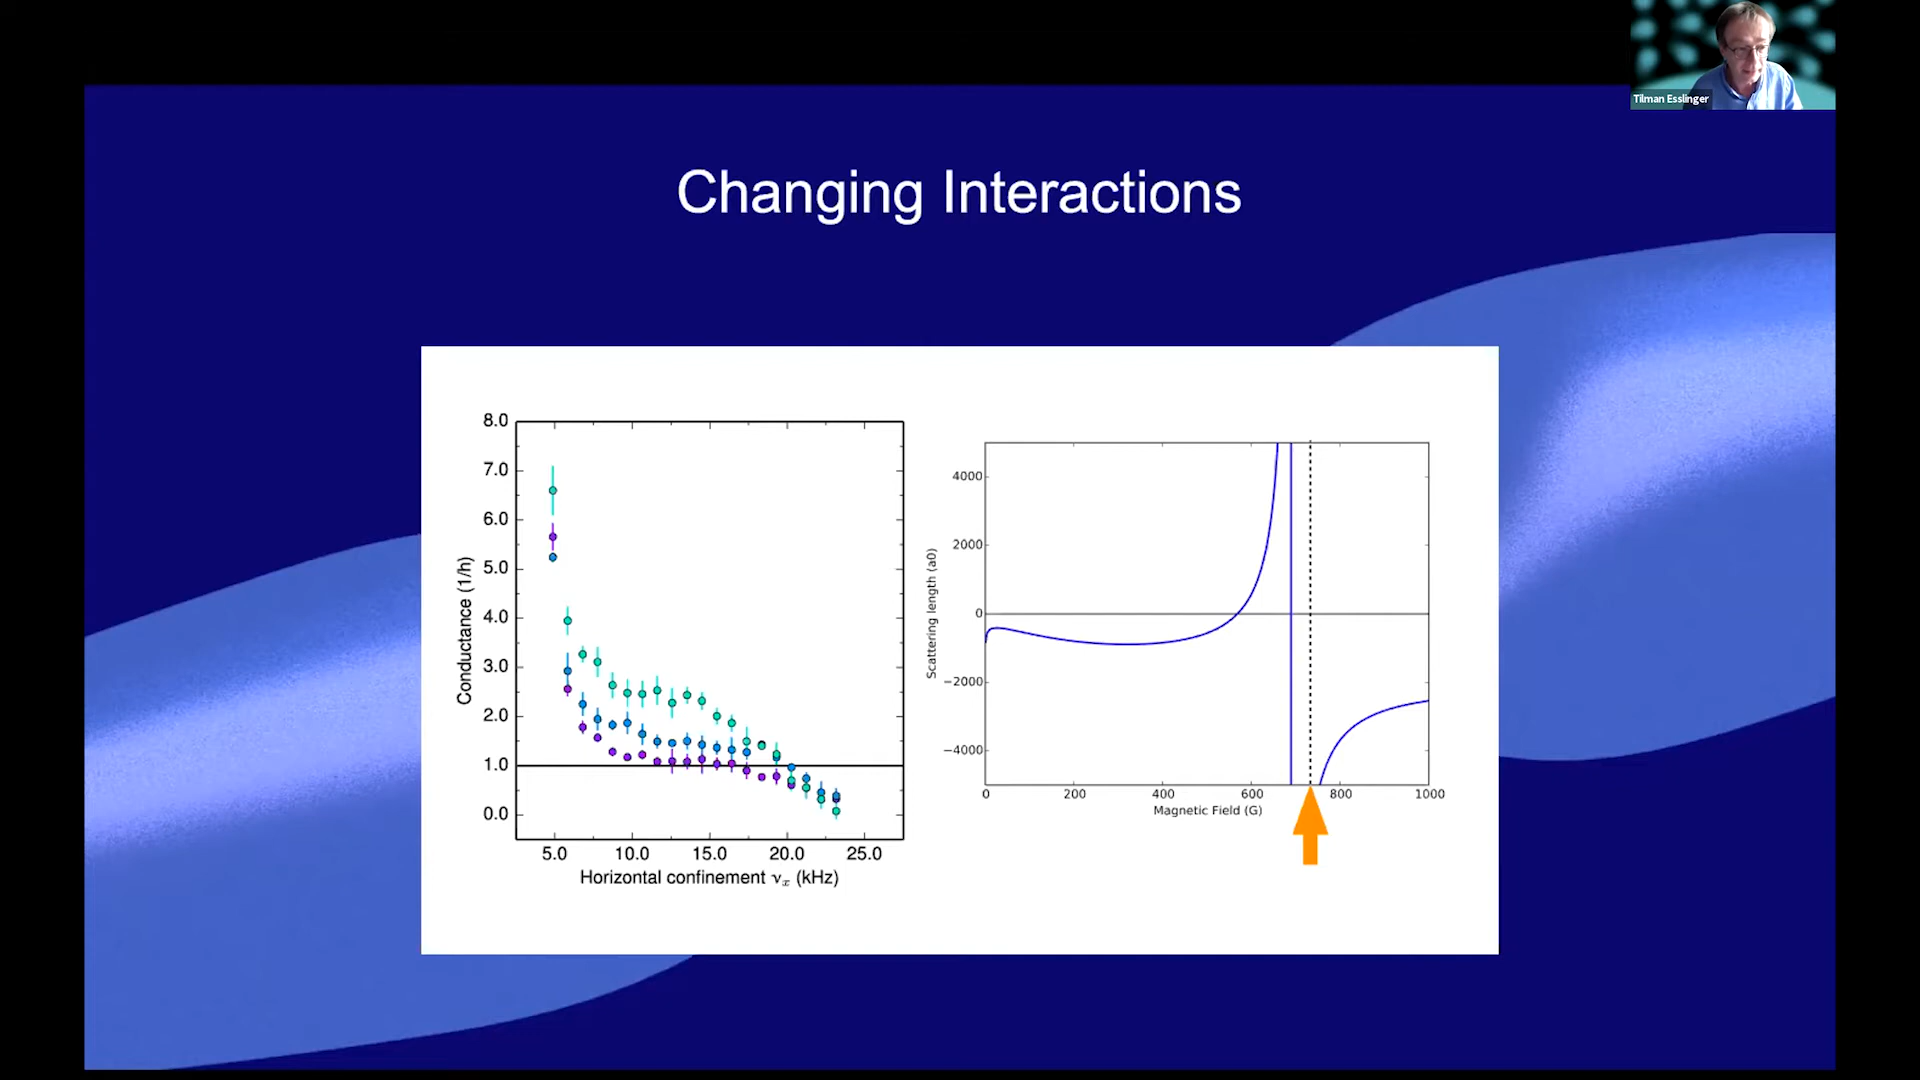 Tilman Esslinger
Changing Interactions
8.0
7.0
6.0
5.0
4.0
3.0
2.0
1.0
0.0
Conductance (1/h)
5.0 10.0 15.0 20.0 25.0
Horizontal confinement νx (kHz)
4000
2000
0
−2000
−4000
Scattering length (a0)
0 200 400 600 800 1000
Magnetic Field (G)